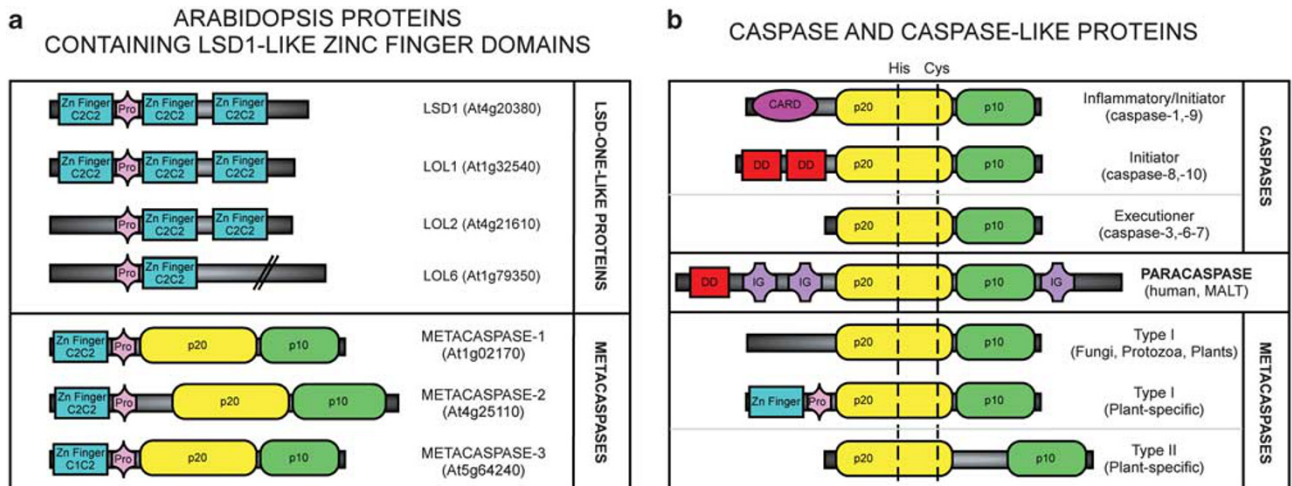 a
ARABIDOPSIS PROTEINS
CONTAINING LSD1-LIKE ZINC FINGER DOMAINS
Zn Finger
C2C2
Pro
Zn Finger
C2C2
Zn Finger
C2C2
LSD1 (At4g20380)
Zn Finger
C2C2
Pro
Zn Finger
C2C2
Zn Finger
C2C2
LOL1 (At1g32540)
Pro
Zn Finger
C2C2
Zn Finger
C2C2
LOL2 (At4g21610)
Pro
Zn Finger
C2C2
LOL6 (At1g79350)
LSD-ONE-LIKE PROTEINS
Zn Finger
C2C2
Pro
p20
p10
METACASPASE-1
(At1g02170)
Zn Finger
C2C2
Pro
p20
p10
METACASPASE-2
(At4g25110)
Zn Finger
C1C2
Pro
p20
p10
METACASPASE-3
(At5g64240)
METACASPASES
b
CASPASE AND CASPASE-LIKE PROTEINS
His Cys
CARD
p20
p10
Inflammatory/Initiator
(caspase-1,-9)
DD
DD
p20
p10
Initiator
(caspase-8,-10)
p20
p10
Executioner
(caspase-3,-6-7)
CASPASES
DD
IG
IG
p20
p10
IG
PARACASPASE
(human, MALT)
p20
p10
Type I
(Fungi, Protozoa, Plants)
Zn Finger
Pro
p20
p10
Type I
(Plant-specific)
p20
p10
Type II
(Plant-specific)
METACASPASES